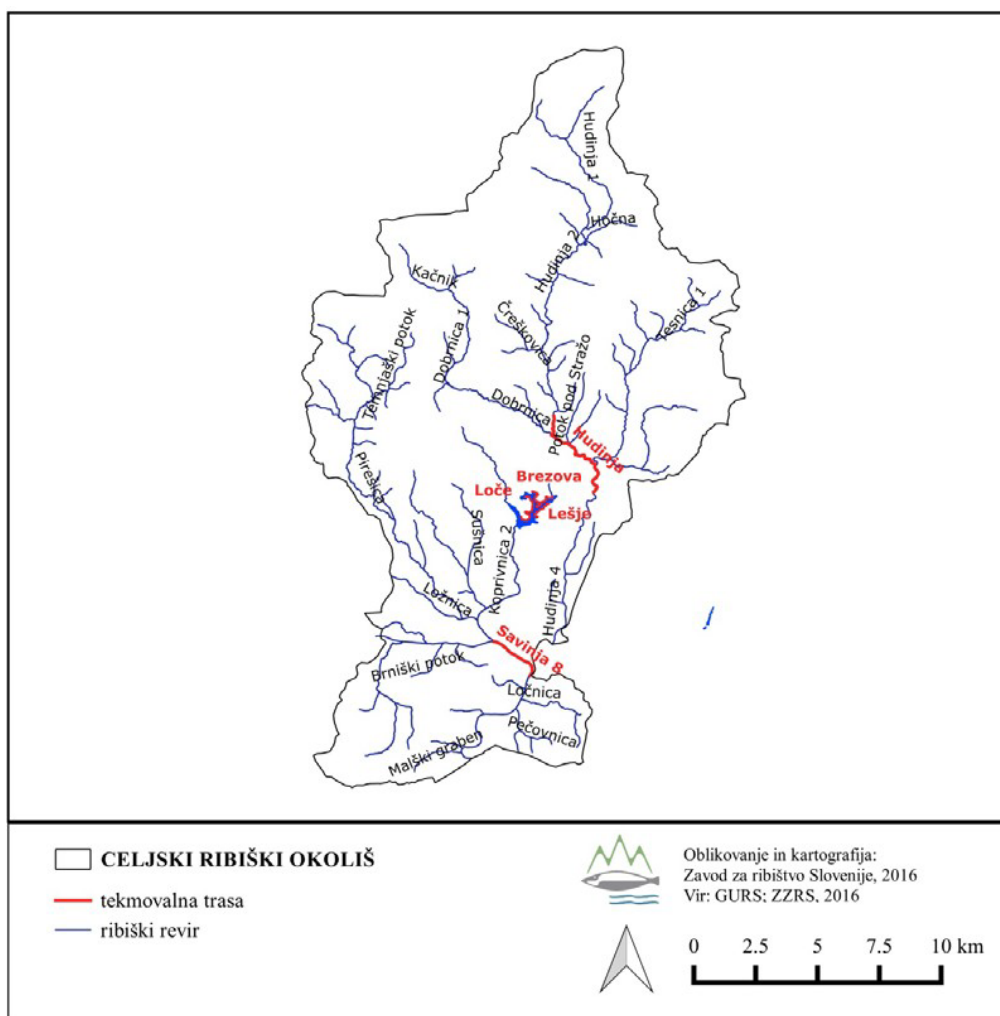 Hudinja 1
Hočna
Hudinja 2
Kačnik
Tesnica 1
Čreškovica
Temnjaški potok
Dobrnica 1
Potok pod Stražo
Dobrnica
Hudinja
Pirešica
Brezova
Loče
Lešje
Sušnica
Koprivnica 2
Ložnica
Hudinja 4
Savinja 8
Brniški potok
Ločnica
Pečovnica
Malški graben
CELJSKI RIBIŠKI OKOLIŠ
tekmovalna trasa
ribiški revir
Oblikovanje in kartografija:
Zavod za ribištvo Slovenije, 2016
Vir: GURS; ZZRS, 2016
0 2.5 5 7.5 10 km